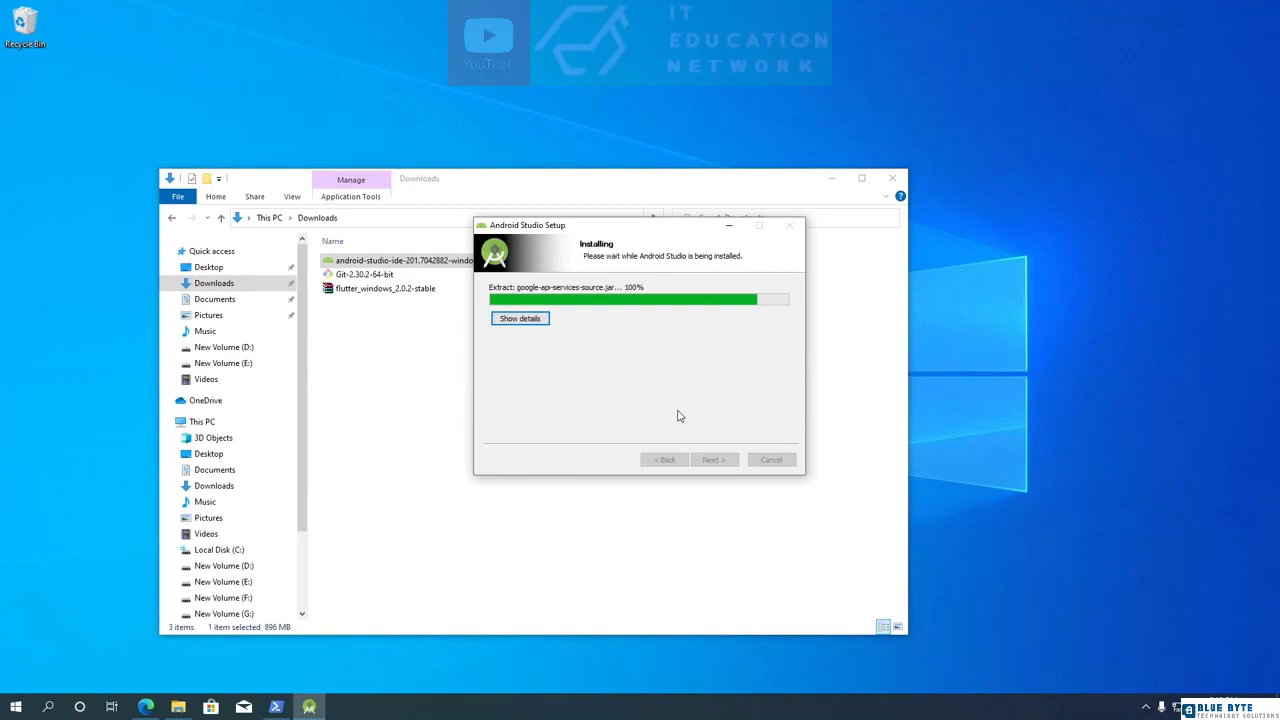 Recycle Bin
YouTube
IT
EDUCATION
NETWORK
Manage
Downloads
File
Home
Share
View
Application Tools
This PC
Downloads
Name
Quick access
Desktop
Downloads
Documents
Pictures
Music
New Volume (D:)
New Volume (E:)
Videos
OneDrive
This PC
3D Objects
Desktop
Documents
Downloads
Music
Pictures
Videos
Local Disk (C:)
New Volume (D:)
New Volume (E:)
New Volume (F:)
New Volume (G:)
android-studio-ide-201.7042882-windo
Git-2.30.2-64-bit
flutter_windows_2.0.2-stable
Android Studio Setup
Installing
Please wait while Android Studio is being installed.
Extract: google-api-services-source.jar... 100%
Show details
< Back
Next >
Cancel
3 items
1 item selected 896 MB
BLUE BYTE
TECHNOLOGY SOLUTIONS